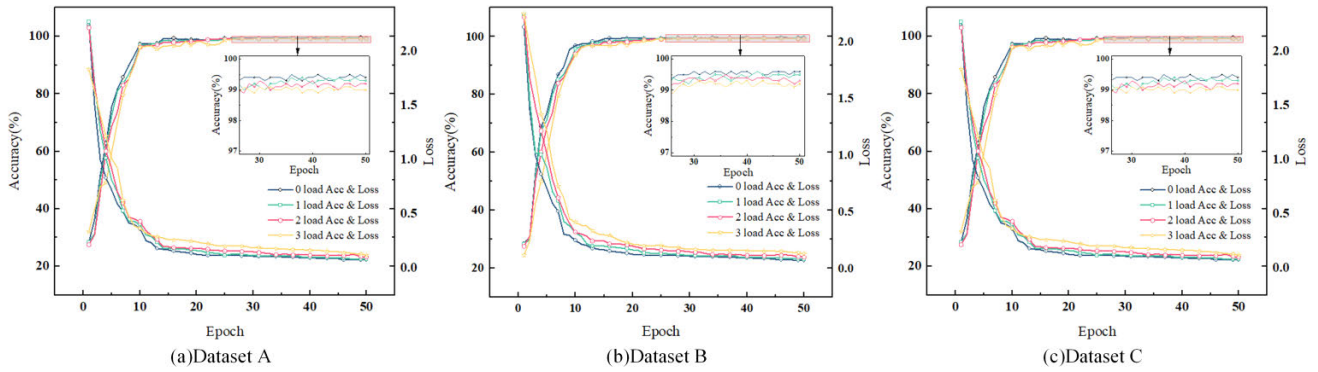 Accuracy(%)
100
80
60
40
20
0
10
20
30
40
50
Epoch
2.0
1.5
1.0
0.5
0.0
Loss
100
99
98
97
Accuracy(%)
30
40
50
Epoch
0 load Acc & Loss
1 load Acc & Loss
2 load Acc & Loss
3 load Acc & Loss
(a)Dataset A
Accuracy(%)
100
80
60
40
20
0
10
20
30
40
50
Epoch
2.0
1.5
1.0
0.5
0.0
Loss
100
99
98
97
Accuracy(%)
30
40
50
Epoch
0 load Acc & Loss
1 load Acc & Loss
2 load Acc & Loss
3 load Acc & Loss
(b)Dataset B
Accuracy(%)
100
80
60
40
20
0
10
20
30
40
50
Epoch
2.0
1.5
1.0
0.5
0.0
Loss
100
99
98
97
Accuracy(%)
30
40
50
Epoch
0 load Acc & Loss
1 load Acc & Loss
2 load Acc & Loss
3 load Acc & Loss
(c)Dataset C